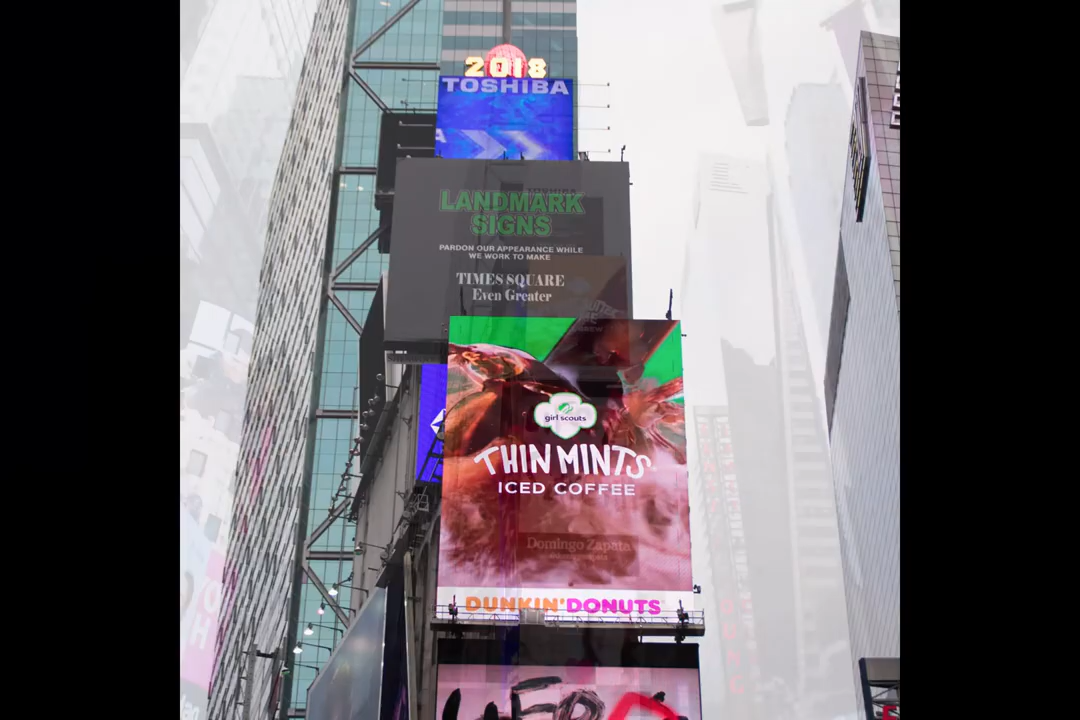 2018
TOSHIBA
LANDMARK
SIGNS
PARDON OUR APPEARANCE WHILE
WE WORK TO MAKE
TIMES SQUARE
Even Greater
girl scouts
THIN MINTS
ICED COFFEE
Domingo Zapata
DUNKIN' DONUTS